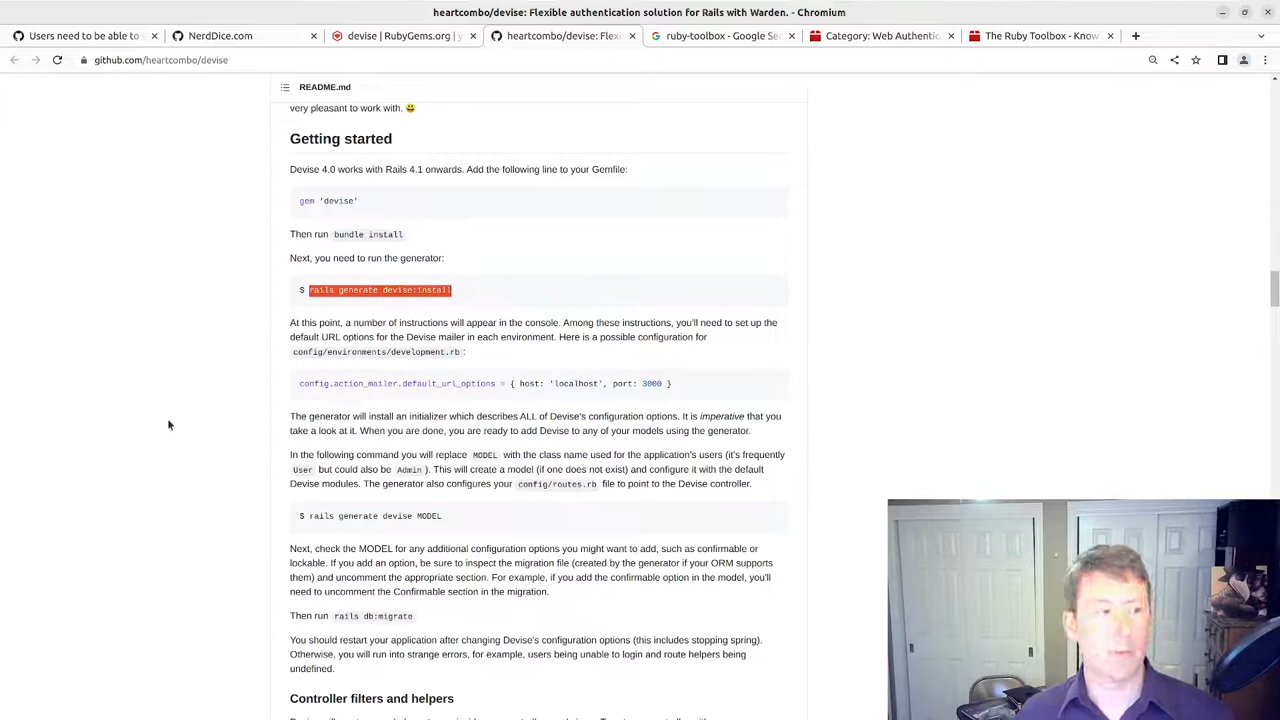 heartcombo/devise: Flexible authentication solution for Rails with Warden. - Chromium
Users need to be able to s
NerdDice.com
devise | RubyGems.org | y
heartcombo/devise: Flexi
ruby-toolbox - Google Sea
Category: Web Authentic
The Ruby Toolbox - Know
github.com/heartcombo/devise
README.md
very pleasant to work with. 😃
Getting started
Devise 4.0 works with Rails 4.1 onwards. Add the following line to your Gemfile:
gem 'devise'
Then run bundle install
Next, you need to run the generator:
$ rails generate devise:install
At this point, a number of instructions will appear in the console. Among these instructions, you'll need to set up the
default URL options for the Devise mailer in each environment. Here is a possible configuration for
config/environments/development.rb :
config.action_mailer.default_url_options = { host: 'localhost', port: 3000 }
The generator will install an initializer which describes ALL of Devise's configuration options. It is imperative that you
take a look at it. When you are done, you are ready to add Devise to any of your models using the generator.
In the following command you will replace MODEL with the class name used for the application's users (it's frequently
User but could also be Admin ). This will create a model (if one does not exist) and configure it with the default
Devise modules. The generator also configures your config/routes.rb file to point to the Devise controller.
$ rails generate devise MODEL
Next, check the MODEL for any additional configuration options you might want to add, such as confirmable or
lockable. If you add an option, be sure to inspect the migration file (created by the generator if your ORM supports
them) and uncomment the appropriate section. For example, if you add the confirmable option in the model, you'll
need to uncomment the Confirmable section in the migration.
Then run rails db:migrate
You should restart your application after changing Devise's configuration options (this includes stopping spring).
Otherwise, you will run into strange errors, for example, users being unable to login and route helpers being
undefined.
Controller filters and helpers